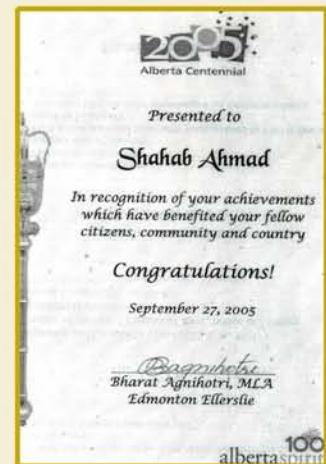 2005
Alberta Centennial
Presented to
Shahab Ahmad
In recognition of your achievements
which have benefited your fellow
citizens, community and country
Congratulations!
September 27, 2005
Bagnihotri
Bharat Agnihotri, MLA
Edmonton Ellerslie
100
albertaspirit